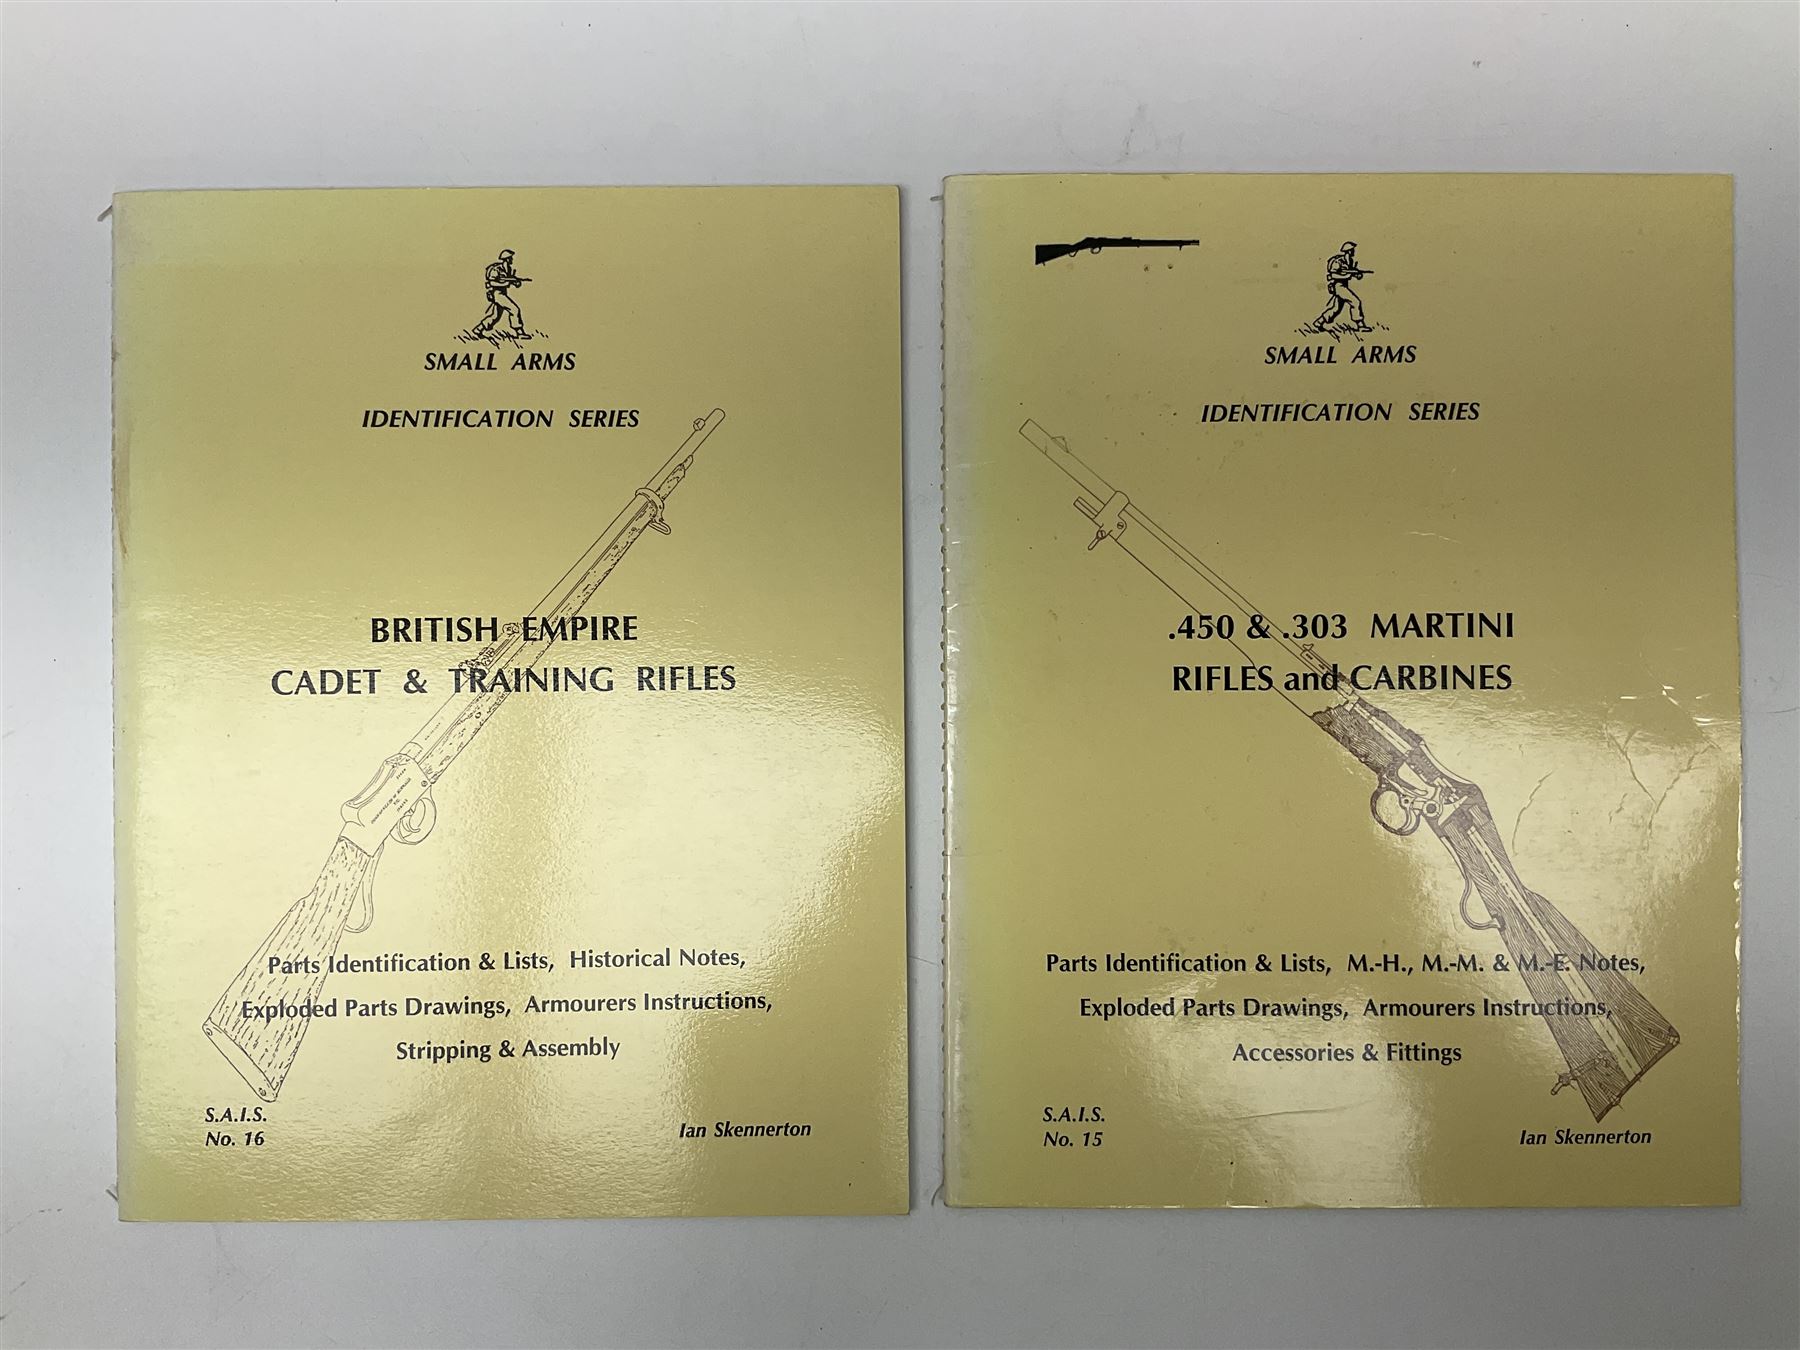 SMALL ARMS
IDENTIFICATION SERIES
BRITISH EMPIRE
CADET & TRAINING RIFLES
Parts Identification & Lists, Historical Notes,
Exploded Parts Drawings, Armourers Instructions,
Stripping & Assembly
S.A.I.S.
No. 16
Ian Skennerton
SMALL ARMS
IDENTIFICATION SERIES
.450 & .303 MARTINI
RIFLES and CARBINES
Parts Identification & Lists, M.-H., M.-M. & M.-E. Notes,
Exploded Parts Drawings, Armourers Instructions,
Accessories & Fittings
S.A.I.S.
No. 15
Ian Skennerton